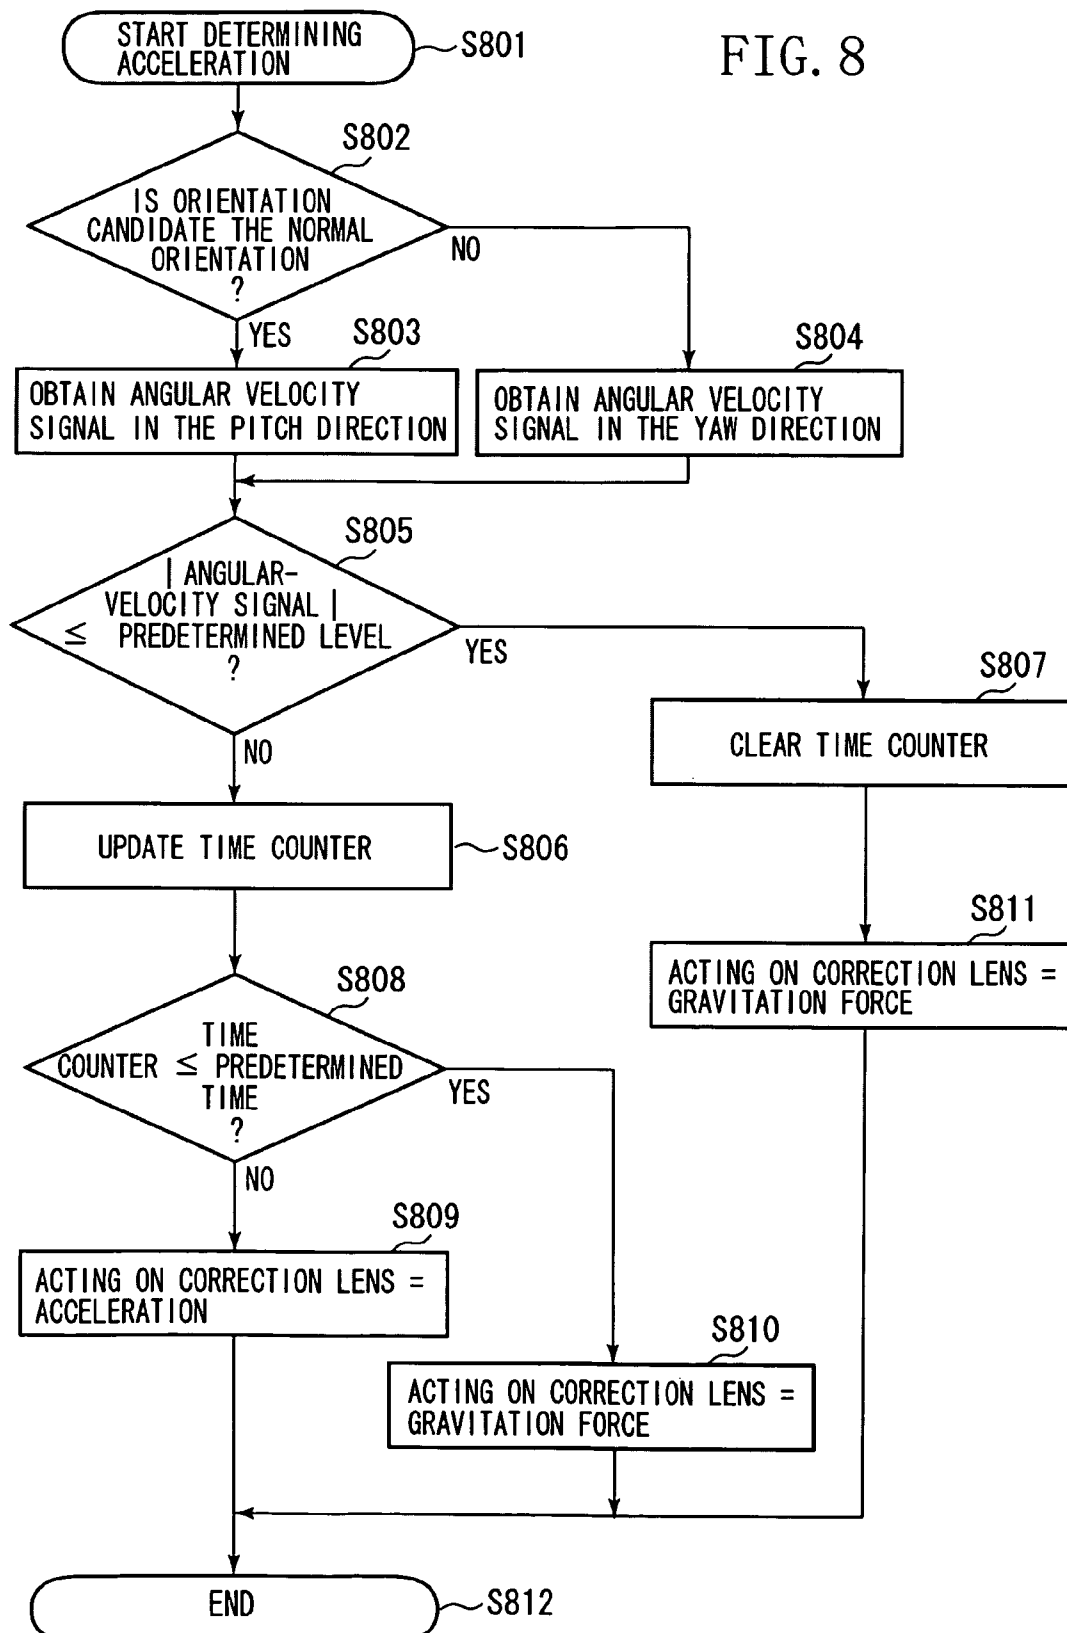 FIG. 8
START DETERMINING
ACCELERATION
S801
S802
IS ORIENTATION
CANDIDATE THE NORMAL
ORIENTATION
?
NO
YES
S803
OBTAIN ANGULAR VELOCITY
SIGNAL IN THE PITCH DIRECTION
S804
OBTAIN ANGULAR VELOCITY
SIGNAL IN THE YAW DIRECTION
S805
| ANGULAR-
VELOCITY SIGNAL |
≤ PREDETERMINED LEVEL
?
YES
NO
S807
CLEAR TIME COUNTER
UPDATE TIME COUNTER
S806
S811
ACTING ON CORRECTION LENS =
GRAVITATION FORCE
S808
TIME
COUNTER ≤ PREDETERMINED
TIME
?
YES
NO
S809
ACTING ON CORRECTION LENS =
ACCELERATION
S810
ACTING ON CORRECTION LENS =
GRAVITATION FORCE
END
S812